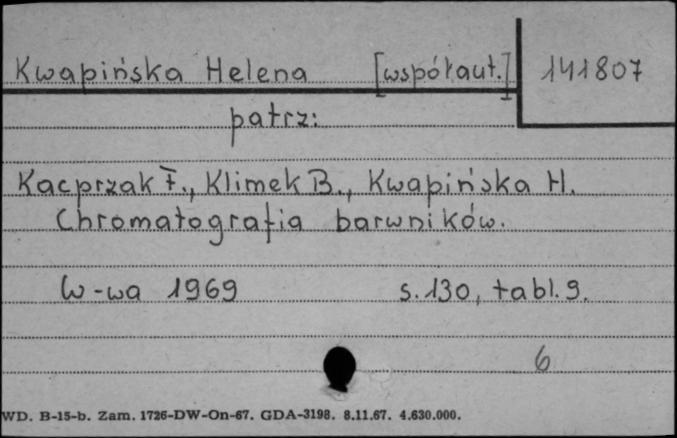 Kwapińska Helena [współaut.] 141807
patrz:
Kacprzak F., Klimek B., Kwapińska H.
Chromatografia barwników.
W-wa 1969 s. 130, tabl. 9.
6
WD. B-15-b. Zam. 1726-DW-On-67. GDA-3198. 8.11.67. 4.630.000.